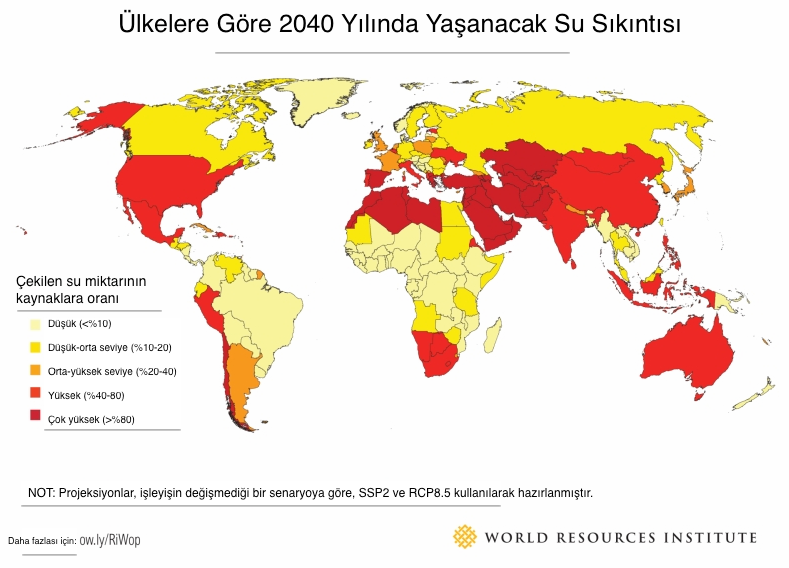 Ülkelere Göre 2040 Yılında Yaşanacak Su Sıkıntısı
Çekilen su miktarının
kaynaklara oranı
Düşük (<%10)
Düşük-orta seviye (%10-20)
Orta-yüksek seviye (%20-40)
Yüksek (%40-80)
Çok yüksek (>%80)
NOT: Projeksiyonlar, işleyişin değişmediği bir senaryoya göre, SSP2 ve RCP8.5 kullanılarak hazırlanmıştır.
Daha fazlası için: ow.ly/RiWop
WORLD RESOURCES INSTITUTE